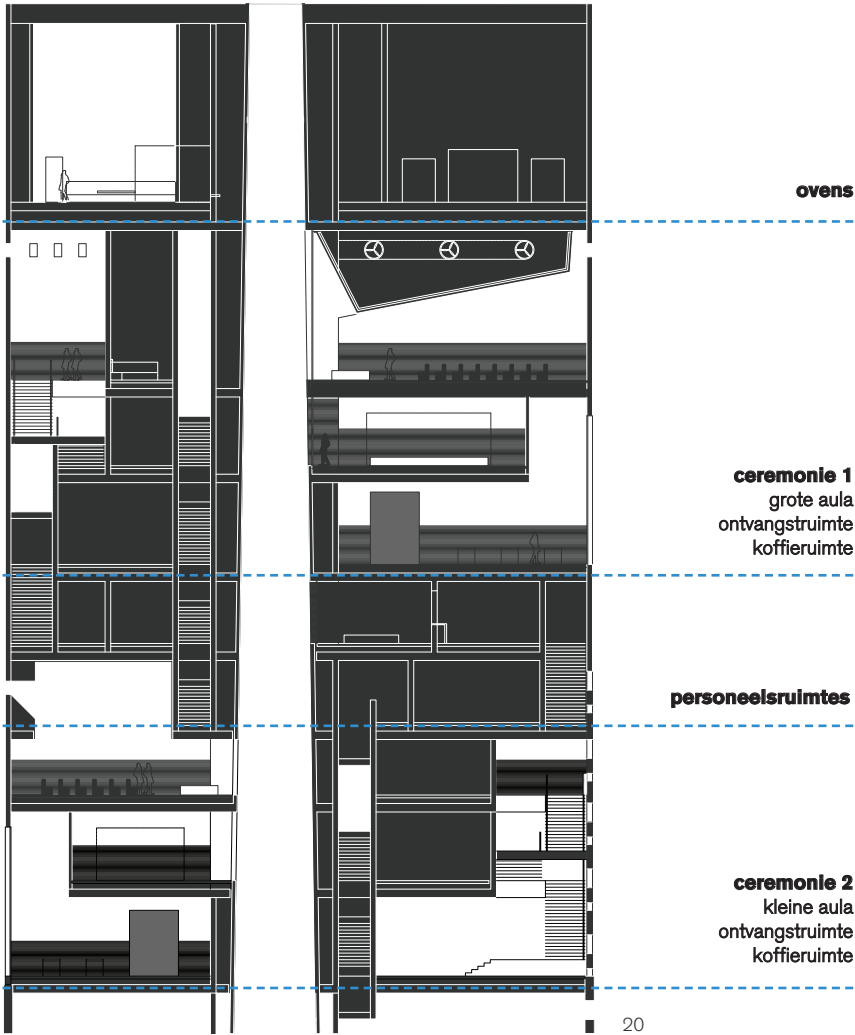 ovens
ceremonie 1
grote aula
ontvangstruimte
koffieruimte
personeelsruimtes
ceremonie 2
kleine aula
ontvangstruimte
koffieruimte
20